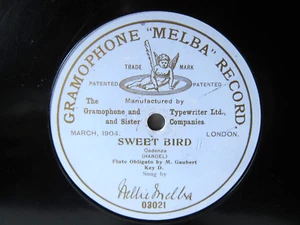 GRAMOPHONE "MELBA" RECORD.
TRADE MARK
PATENTED PATENTED
The Manufactured by
Gramophone and Typewriter Ltd.,
and Sister Companies
MARCH, 1904. LONDON.
SWEET BIRD
Cadenza
(HANDEL)
Flute Obligato by M. Gaubert
Key D.
Sung by
Nellie Melba
03021